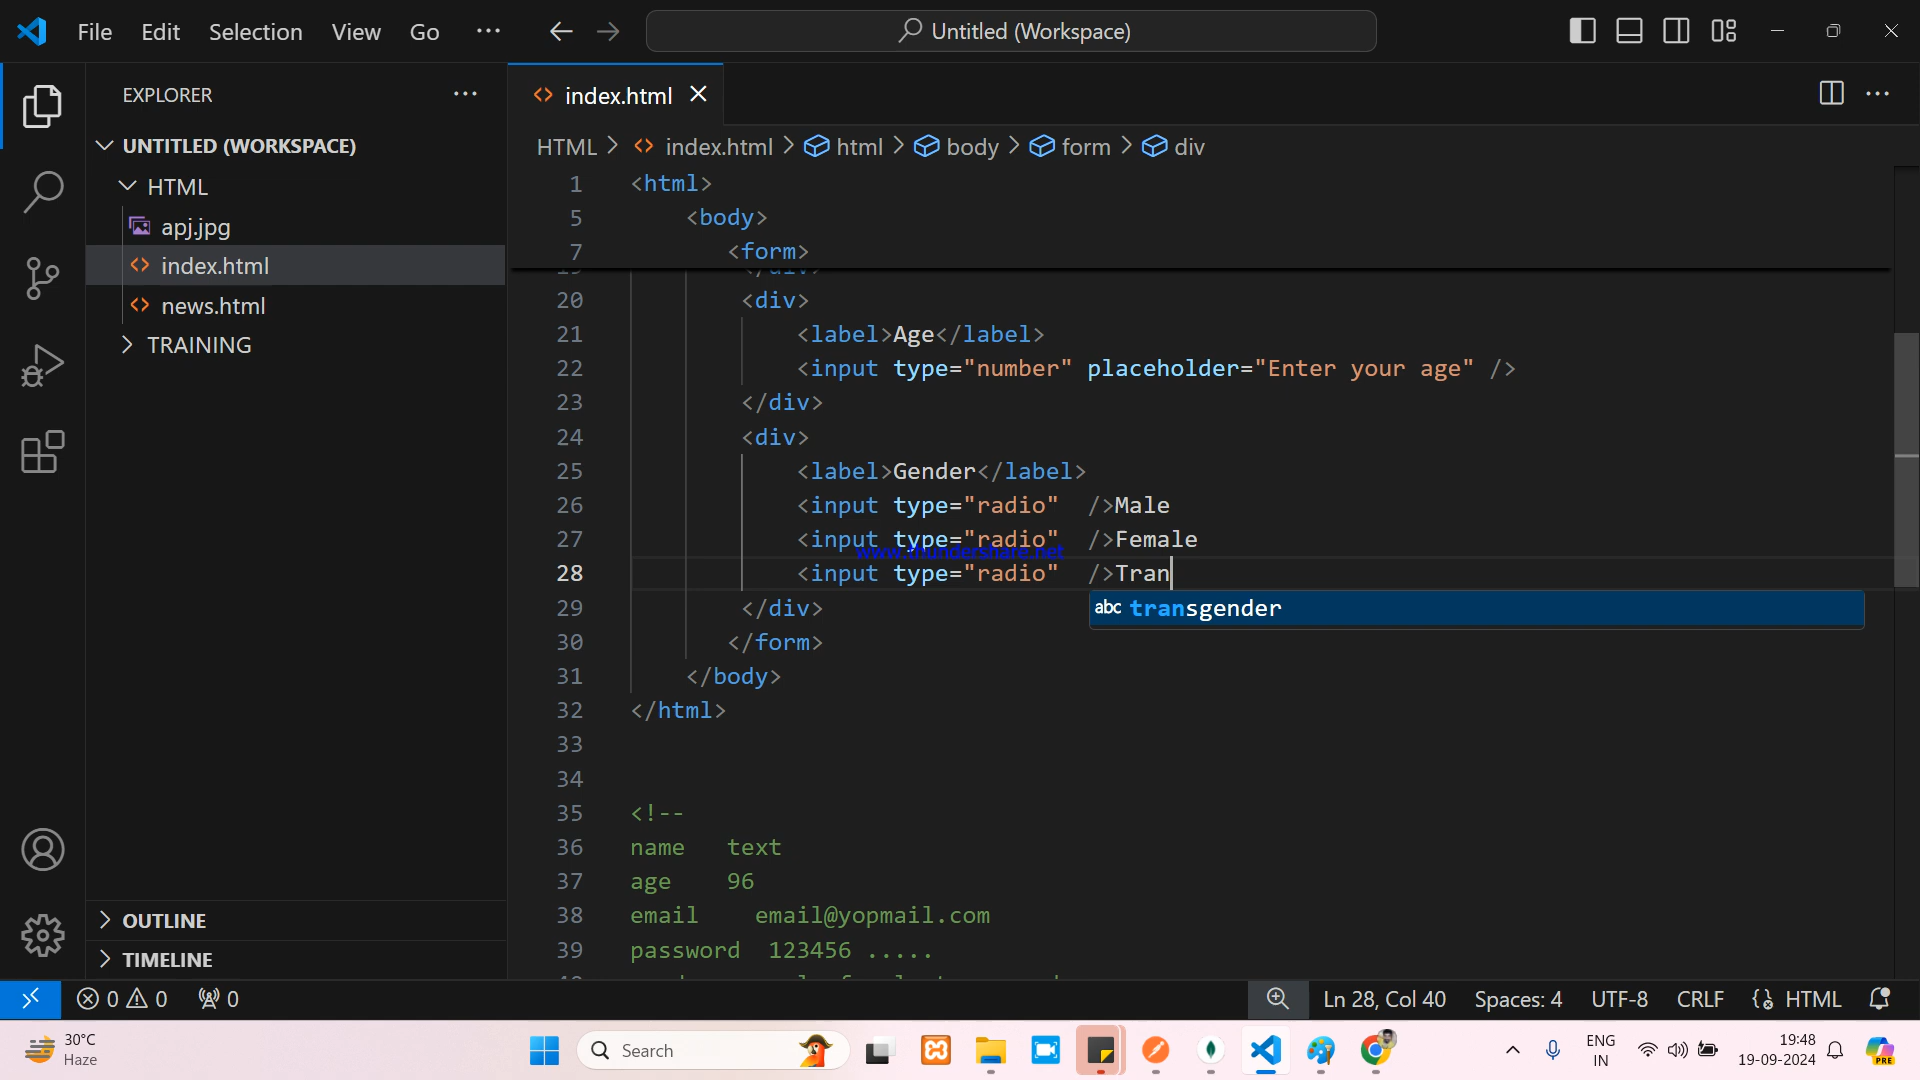 File Edit Selection View Go ··· Untitled (Workspace)
EXPLORER ···
UNTITLED (WORKSPACE)
HTML
apj.jpg
index.html
news.html
TRAINING
OUTLINE
TIMELINE
index.html
HTML > index.html > html > body > form > div
1 <html>
5 <body>
7 <form>
20 <div>
21 <label>Age</label>
22 <input type="number" placeholder="Enter your age" />
23 </div>
24 <div>
25 <label>Gender</label>
26 <input type="radio" />Male
27 <input type="radio" />Female
www.thundershare.net
28 <input type="radio" />Tran
abc transgender
29 </div>
30 </form>
31 </body>
32 </html>
33
34
35 <!--
36 name text
37 age 96
38 email email@yopmail.com
39 password 123456 .....
0 0 0 Ln 28, Col 40 Spaces: 4 UTF-8 CRLF HTML
30°C
Haze
Search
ENG
IN
19:48
19-09-2024
PRE